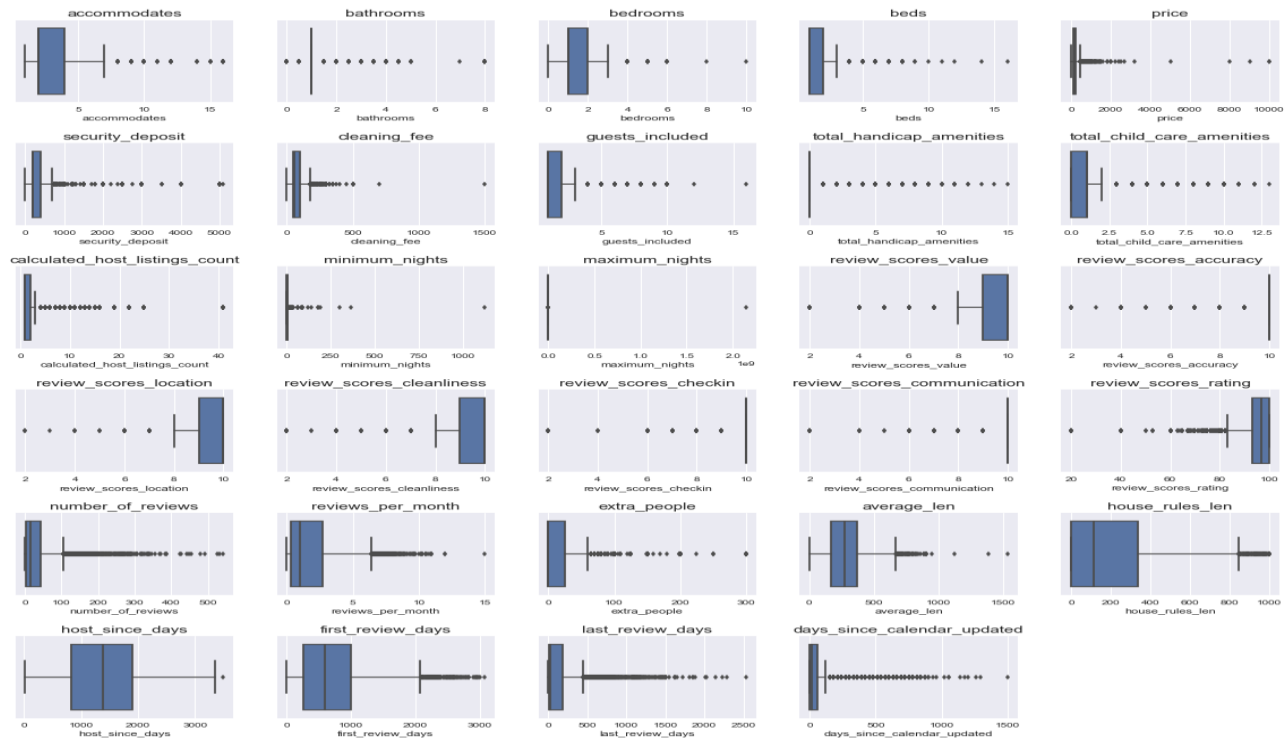 accommodates bathrooms bedrooms beds price
5 10 15 0 2 4 6 8 0 2 4 6 8 10 5 10 15 0 2000 4000 6000 8000 10000
accommodates bathrooms bedrooms beds price
security_deposit cleaning_fee guests_included total_handicap_amenities total_child_care_amenities
0 1000 2000 3000 4000 5000 0 500 1000 1500 5 10 15 0 5 10 15 0.0 2.5 5.0 7.5 10.0 12.5
security_deposit cleaning_fee guests_included total_handicap_amenities total_child_care_amenities
calculated_host_listings_count minimum_nights maximum_nights review_scores_value review_scores_accuracy
0 10 20 30 40 0 250 500 750 1000 0.0 0.5 1.0 1.5 2.0 2 4 6 8 10 2 4 6 8 10
1e9
calculated_host_listings_count minimum_nights maximum_nights review_scores_value review_scores_accuracy
review_scores_location review_scores_cleanliness review_scores_checkin review_scores_communication review_scores_rating
2 4 6 8 10 2 4 6 8 10 2 4 6 8 10 2 4 6 8 10 20 40 60 80 100
review_scores_location review_scores_cleanliness review_scores_checkin review_scores_communication review_scores_rating
number_of_reviews reviews_per_month extra_people average_len house_rules_len
0 100 200 300 400 500 0 5 10 15 0 100 200 300 0 500 1000 1500 0 200 400 600 800 1000
number_of_reviews reviews_per_month extra_people average_len house_rules_len
host_since_days first_review_days last_review_days days_since_calendar_updated
0 1000 2000 3000 0 1000 2000 3000 0 500 1000 1500 2000 2500 0 500 1000 1500
host_since_days first_review_days last_review_days days_since_calendar_updated